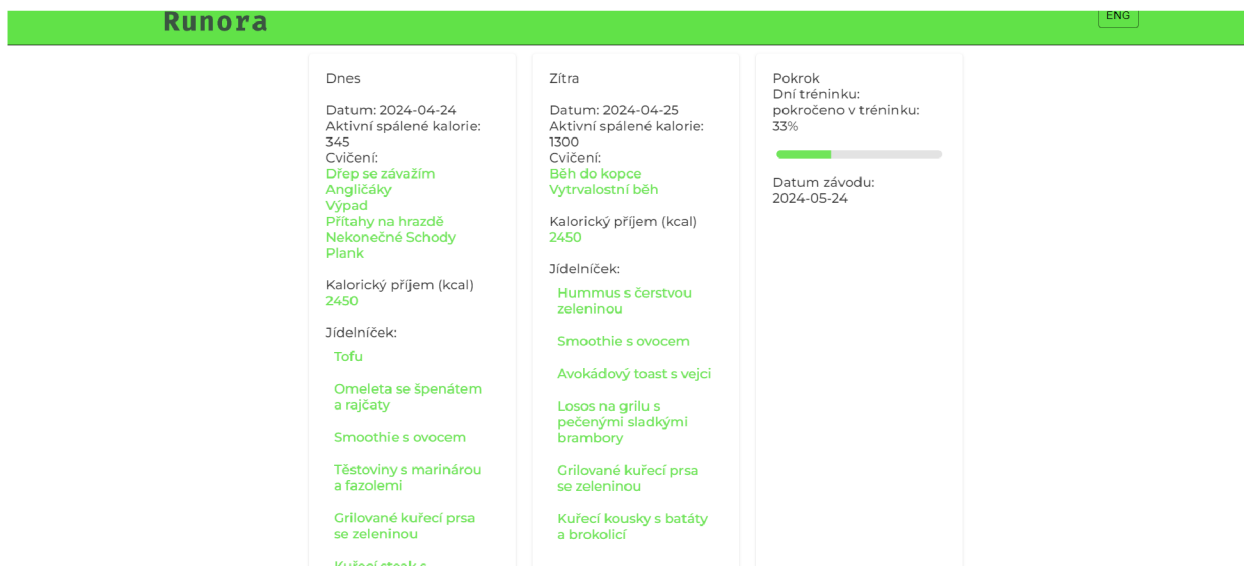 Runora
ENG
Dnes
Datum: 2024-04-24
Aktivní spálené kalorie:
345
Cvičení:
Dřep se závažím
Angličáky
Výpad
Přítahy na hrazdě
Nekonečné Schody
Plank
Kalorický příjem (kcal)
2450
Jídelníček:
Tofu
Omeleta se špenátem
a rajčaty
Smoothie s ovocem
Těstoviny s marinárou
a fazolemi
Grilované kuřecí prsa
se zeleninou
Kuřecí steak s
Zítra
Datum: 2024-04-25
Aktivní spálené kalorie:
1300
Cvičení:
Běh do kopce
Vytrvalostní běh
Kalorický příjem (kcal)
2450
Jídelníček:
Hummus s čerstvou
zeleninou
Smoothie s ovocem
Avokádový toast s vejci
Losos na grilu s
pečenými sladkými
brambory
Grilované kuřecí prsa
se zeleninou
Kuřecí kousky s batáty
a brokolicí
Pokrok
Dní tréninku:
pokročeno v tréninku:
33%
Datum závodu:
2024-05-24